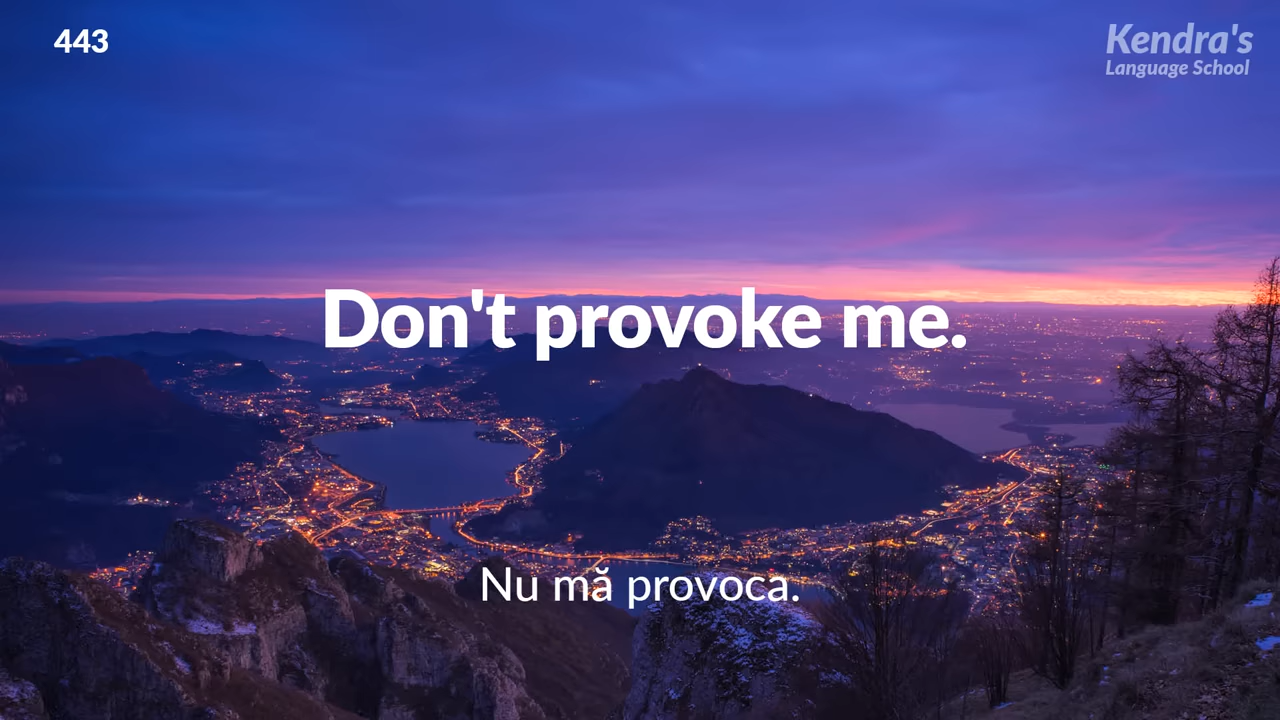 443
Kendra's
Language School
Don't provoke me.
Nu mă provoca.